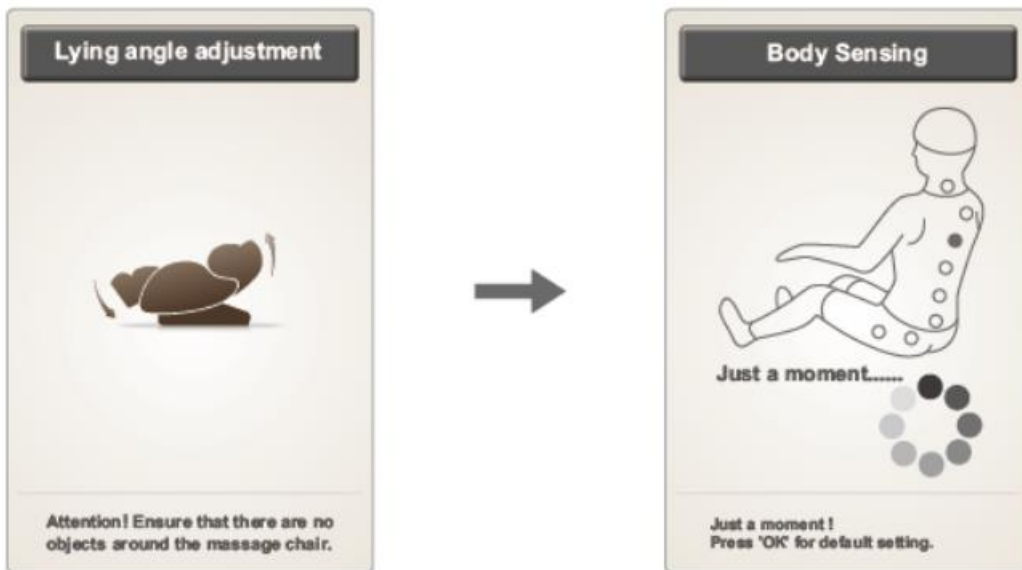 Lying angle adjustment
Attention! Ensure that there are no
objects around the massage chair.
Body Sensing
Just a moment......
Just a moment !
Press 'OK' for default setting.